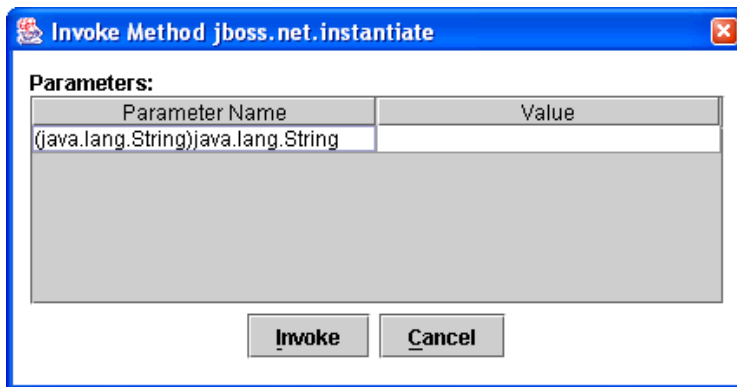 Invoke Method jboss.net.instantiate
Parameters:
Parameter Name Value
(java.lang.String)java.lang.String
Invoke Cancel